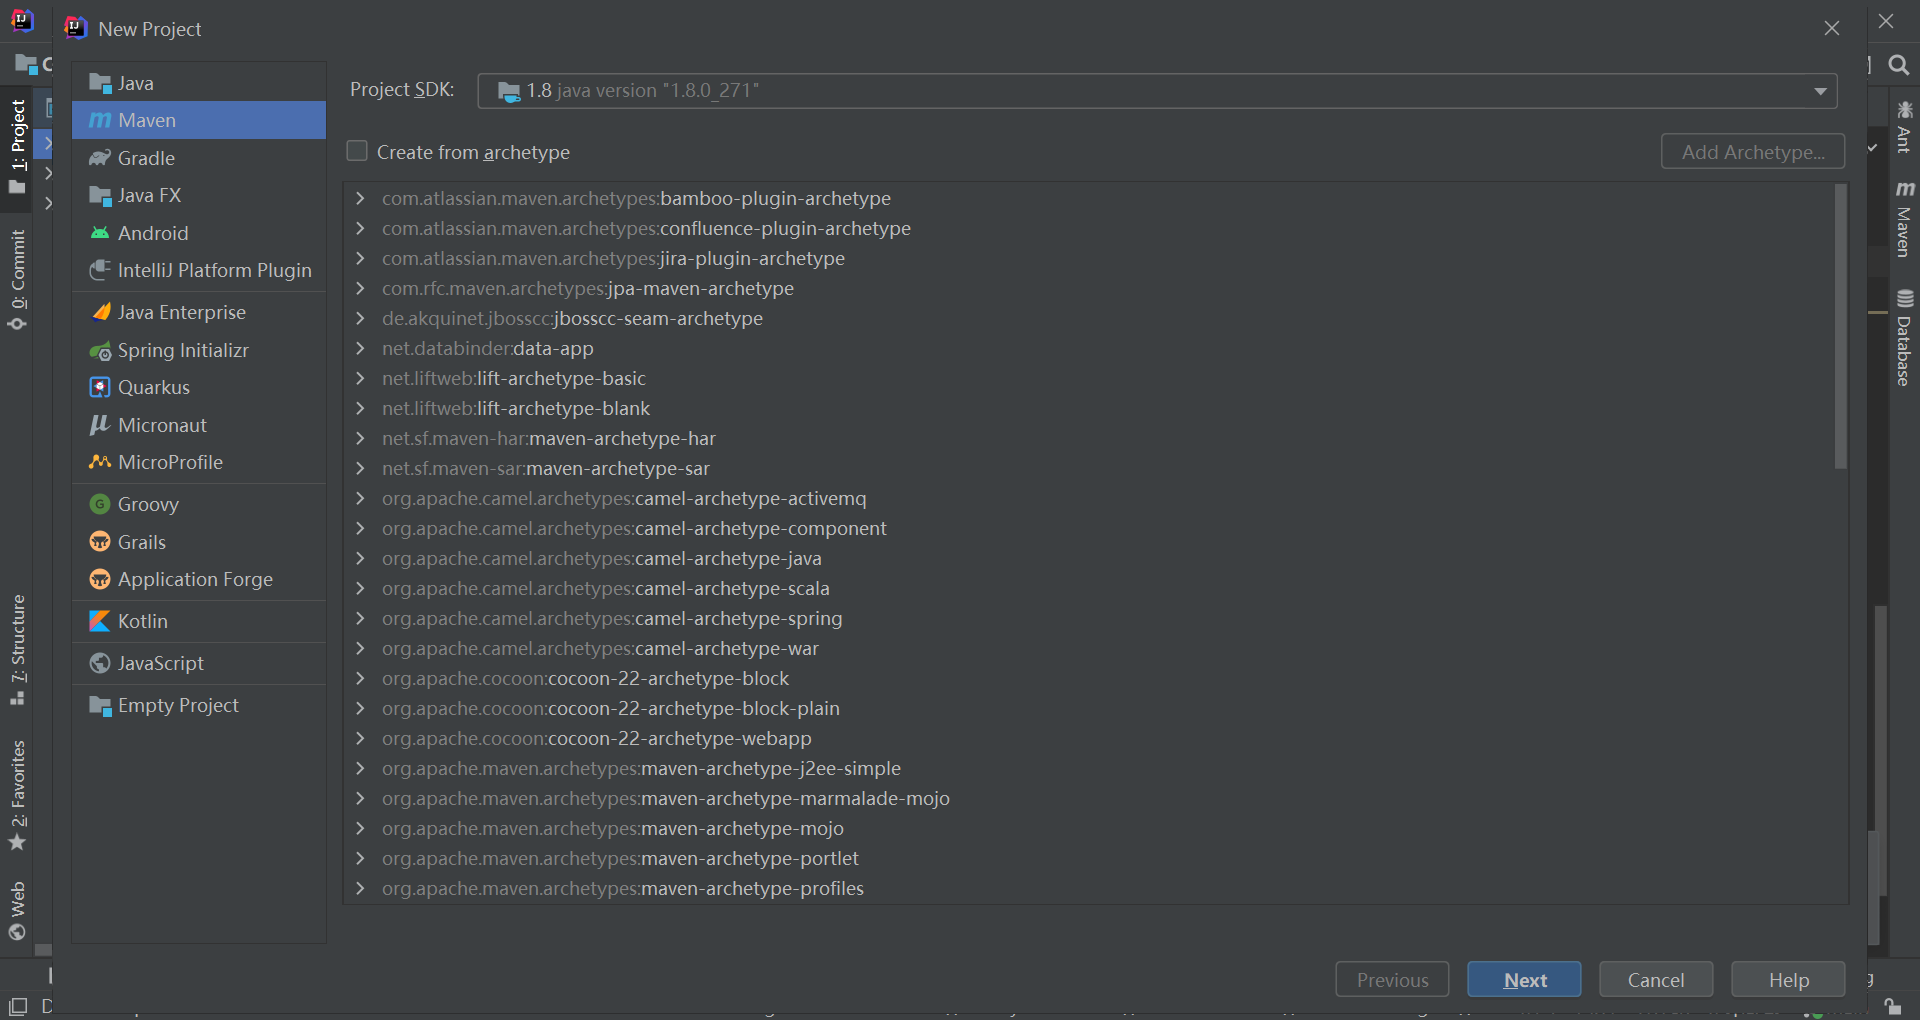 New Project
Java
Maven
Gradle
Java FX
Android
IntelliJ Platform Plugin
Java Enterprise
Spring Initializr
Quarkus
Micronaut
MicroProfile
Groovy
Grails
Application Forge
Kotlin
JavaScript
Empty Project
Project SDK: 1.8 java version "1.8.0_271"
Create from archetype
Add Archetype...
com.atlassian.maven.archetypes:bamboo-plugin-archetype
com.atlassian.maven.archetypes:confluence-plugin-archetype
com.atlassian.maven.archetypes:jira-plugin-archetype
com.rfc.maven.archetypes:jpa-maven-archetype
de.akquinet.jbosscc:jbosscc-seam-archetype
net.databinder:data-app
net.liftweb:lift-archetype-basic
net.liftweb:lift-archetype-blank
net.sf.maven-har:maven-archetype-har
net.sf.maven-sar:maven-archetype-sar
org.apache.camel.archetypes:camel-archetype-activemq
org.apache.camel.archetypes:camel-archetype-component
org.apache.camel.archetypes:camel-archetype-java
org.apache.camel.archetypes:camel-archetype-scala
org.apache.camel.archetypes:camel-archetype-spring
org.apache.camel.archetypes:camel-archetype-war
org.apache.cocoon:cocoon-22-archetype-block
org.apache.cocoon:cocoon-22-archetype-block-plain
org.apache.cocoon:cocoon-22-archetype-webapp
org.apache.maven.archetypes:maven-archetype-j2ee-simple
org.apache.maven.archetypes:maven-archetype-marmalade-mojo
org.apache.maven.archetypes:maven-archetype-mojo
org.apache.maven.archetypes:maven-archetype-portlet
org.apache.maven.archetypes:maven-archetype-profiles
Previous
Next
Cancel
Help
1: Project
0: Commit
7: Structure
2: Favorites
Web
Ant
Maven
Database